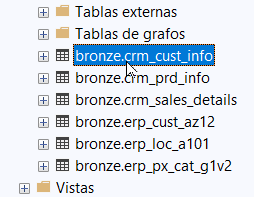 Tablas externas
Tablas de grafos
bronze.crm_cust_info
bronze.crm_prd_info
bronze.crm_sales_details
bronze.erp_cust_az12
bronze.erp_loc_a101
bronze.erp_px_cat_g1v2
Vistas